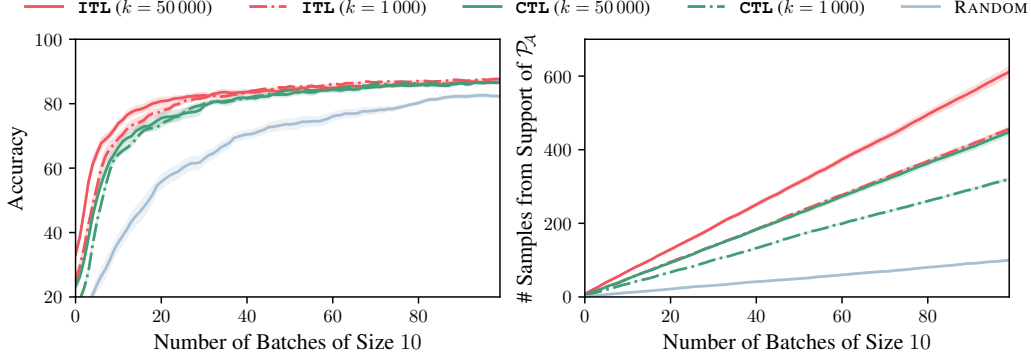 ITL (k = 50 000) ITL (k = 1 000) CTL (k = 50 000) CTL (k = 1 000) RANDOM
Accuracy
100
80
60
40
20
0 20 40 60 80
Number of Batches of Size 10
# Samples from Support of 𝒫_𝒜
600
400
200
0
0 20 40 60 80
Number of Batches of Size 10